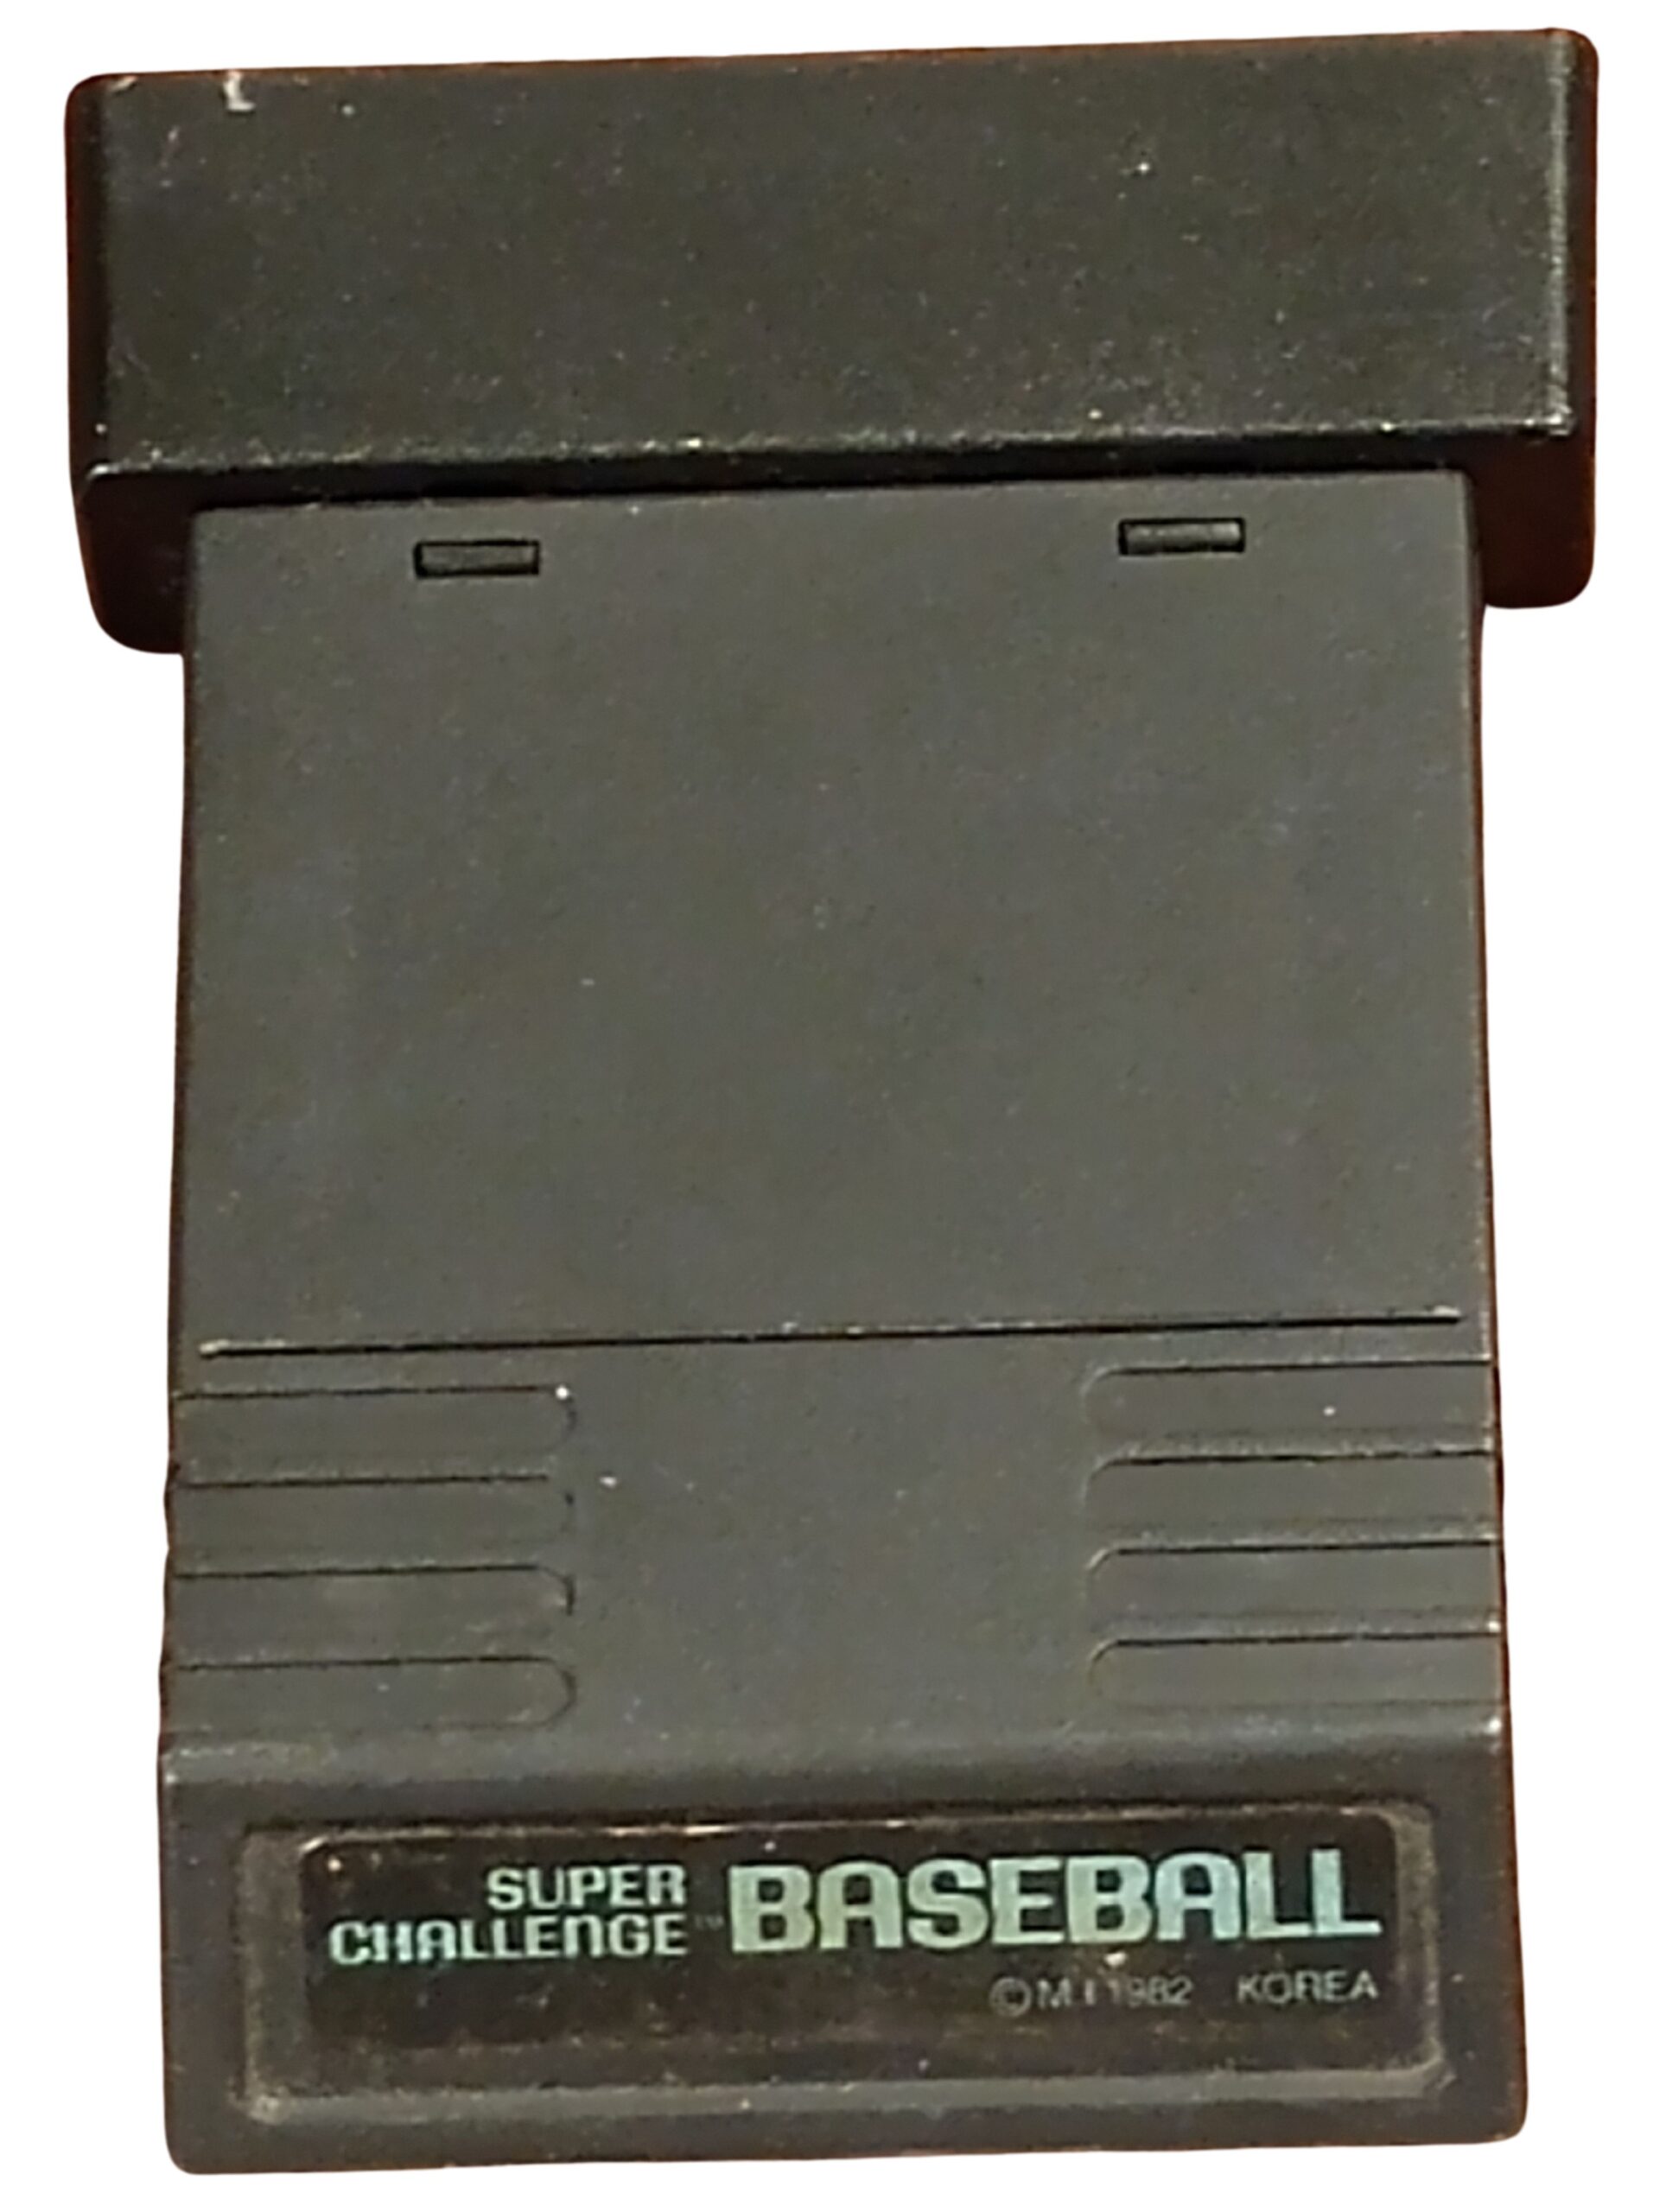 SUPER
CHALLENGE™ BASEBALL
©M I 1982 KOREA